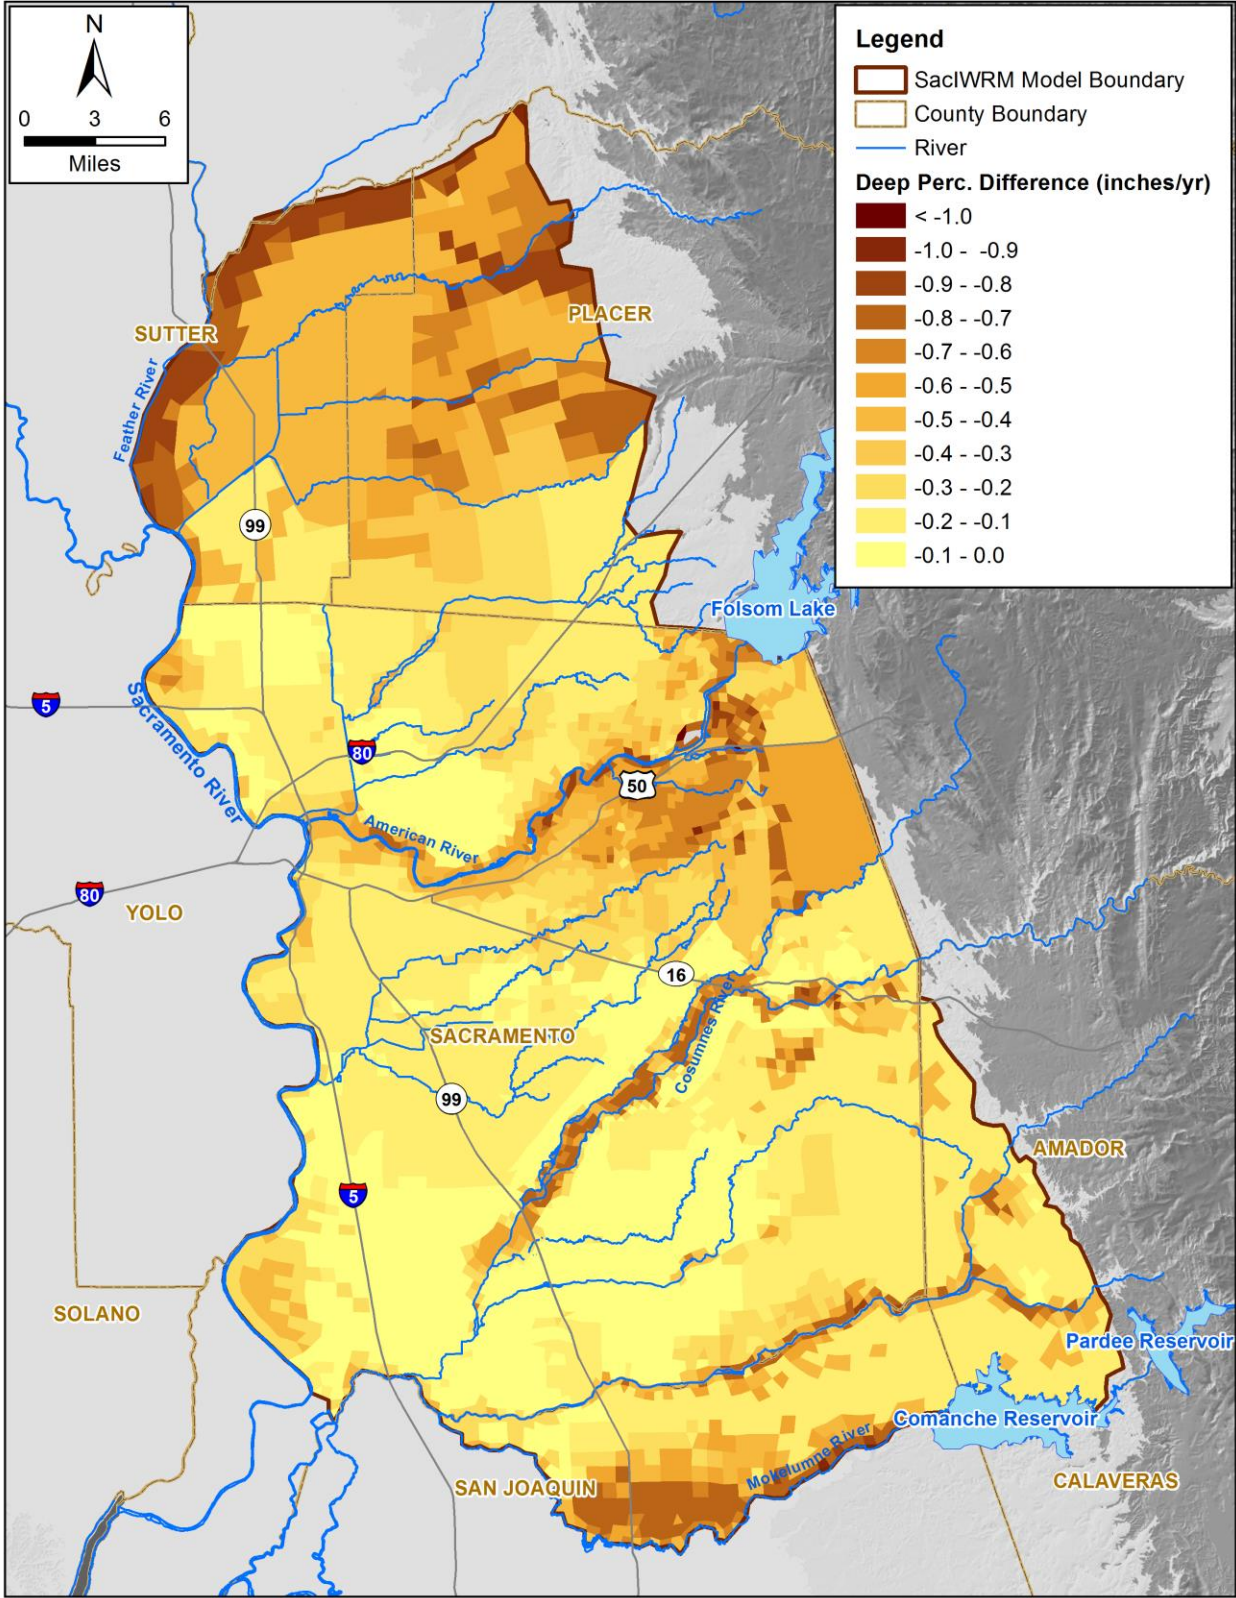 N
0 3 6
Miles
Legend
SacIWRM Model Boundary
County Boundary
River
Deep Perc. Difference (inches/yr)
< -1.0
-1.0 - -0.9
-0.9 - -0.8
-0.8 - -0.7
-0.7 - -0.6
-0.6 - -0.5
-0.5 - -0.4
-0.4 - -0.3
-0.3 - -0.2
-0.2 - -0.1
-0.1 - 0.0
PLACER
SUTTER
Feather River
99
Folsom Lake
5
Sacramento River
80
50
American River
80
YOLO
16
Cosumnes River
SACRAMENTO
99
AMADOR
5
SOLANO
Pardee Reservoir
Comanche Reservoir
Mokelumne River
SAN JOAQUIN
CALAVERAS